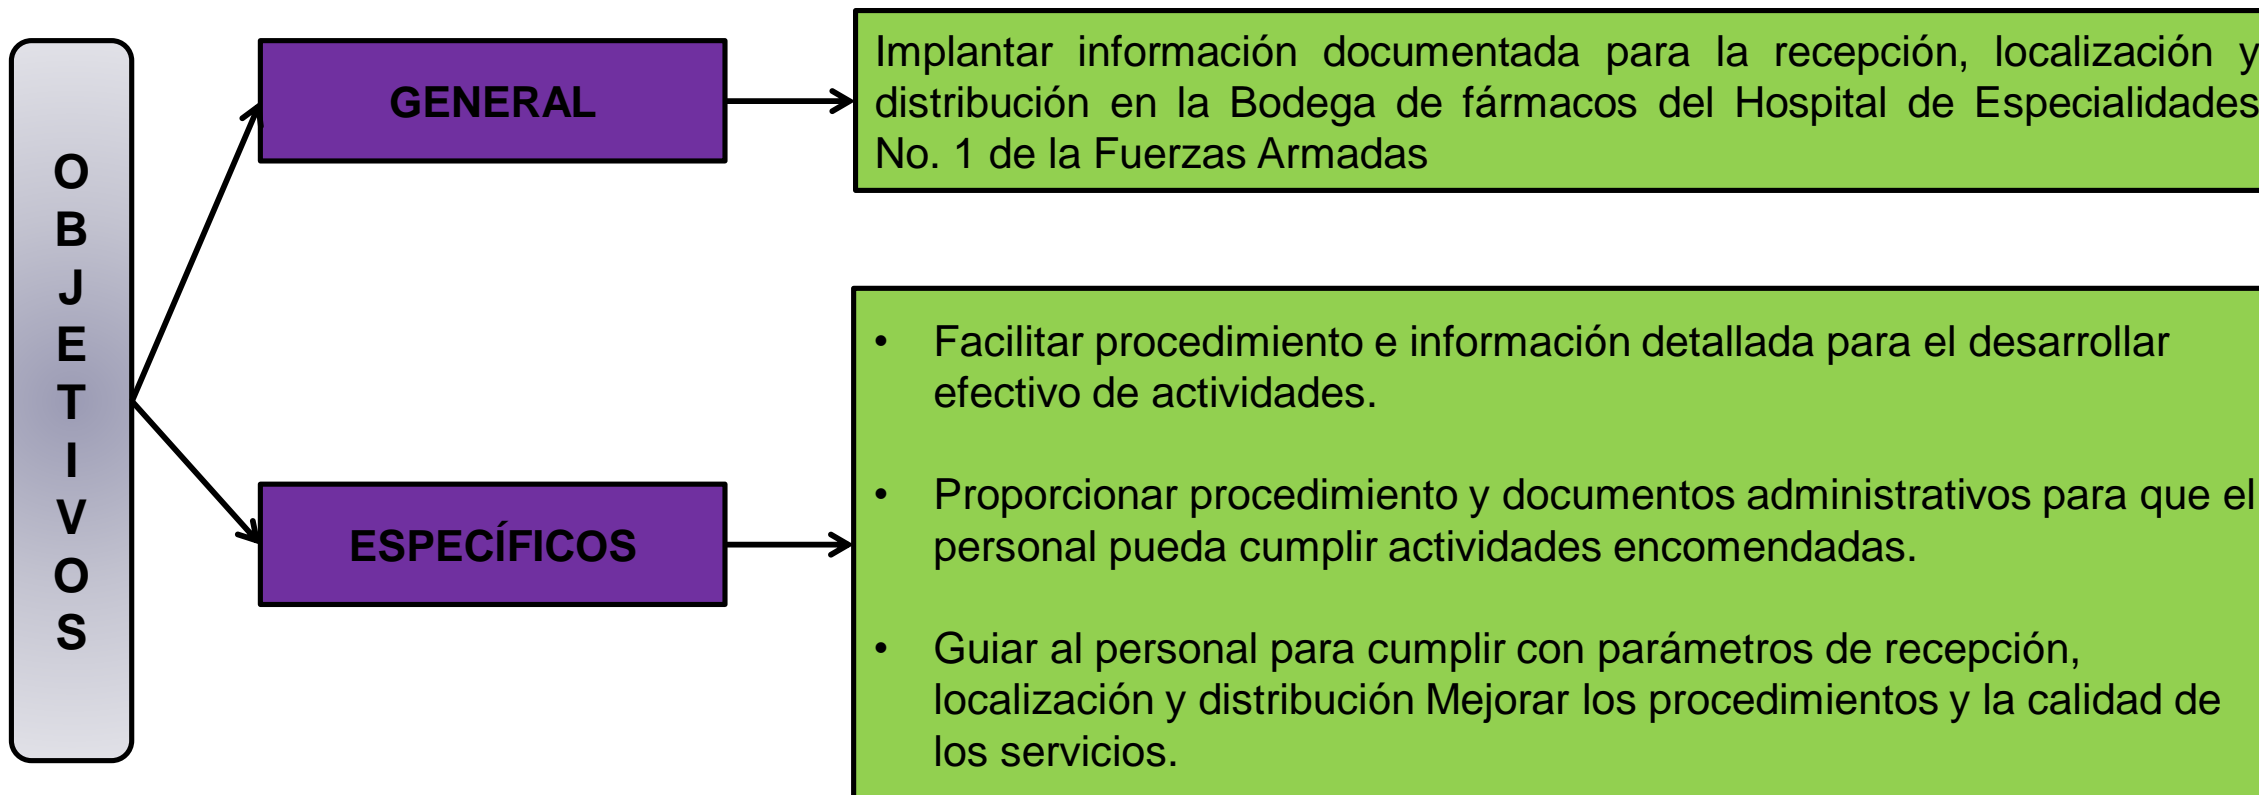 OBJETIVOS
GENERAL
Implantar información documentada para la recepción, localización y
distribución en la Bodega de fármacos del Hospital de Especialidades
No. 1 de la Fuerzas Armadas
ESPECÍFICOS
• Facilitar procedimiento e información detallada para el desarrollar
efectivo de actividades.
• Proporcionar procedimiento y documentos administrativos para que el
personal pueda cumplir actividades encomendadas.
• Guiar al personal para cumplir con parámetros de recepción,
localización y distribución Mejorar los procedimientos y la calidad de
los servicios.